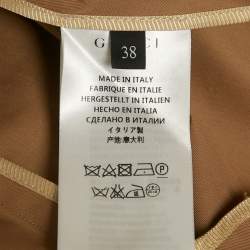 GUCCI
38
MADE IN ITALY
FABRIQUE EN ITALIE
HERGESTELLT IN ITALIEN
HECHO EN ITALIA
СДЕЛАНО В ИТАЛИИ
イタリア製
产地:意大利